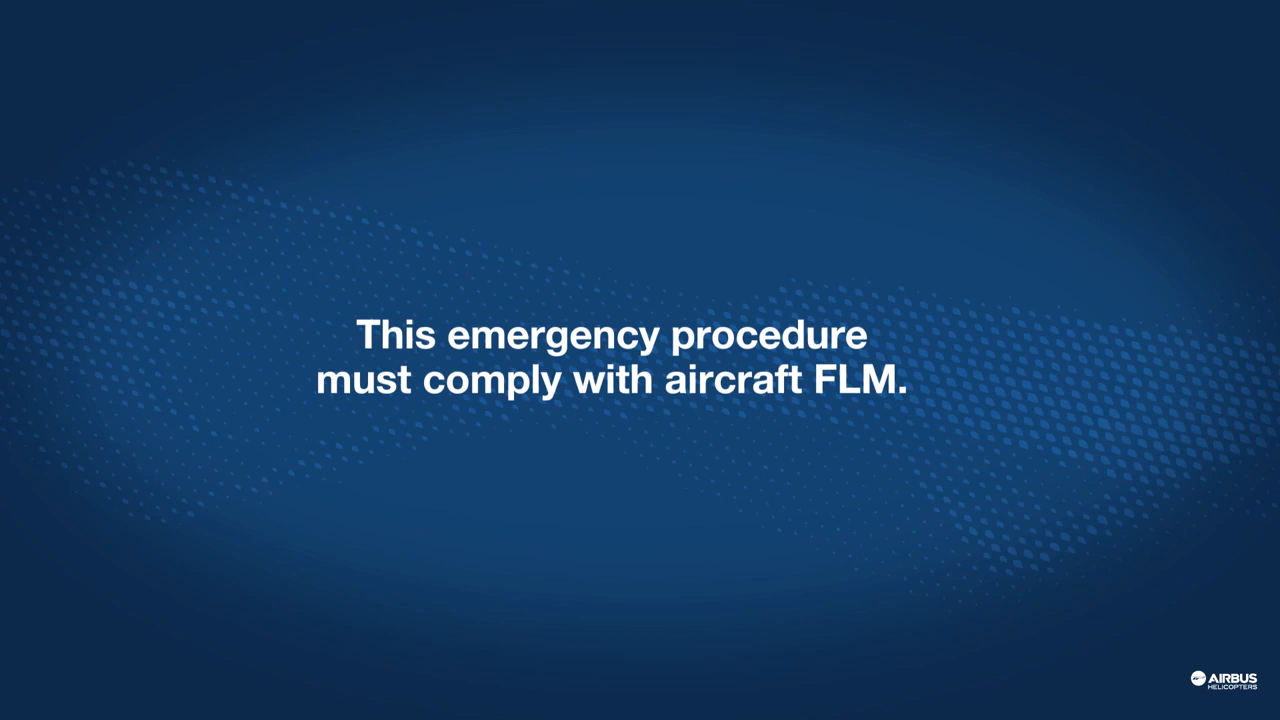 This emergency procedure
must comply with aircraft FLM.
AIRBUS
HELICOPTERS